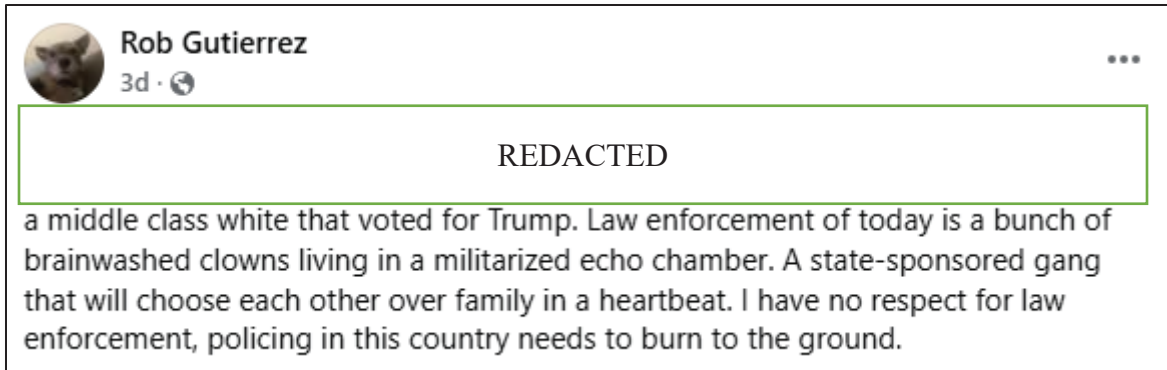 Rob Gutierrez
3d ·
REDACTED
a middle class white that voted for Trump. Law enforcement of today is a bunch of
brainwashed clowns living in a militarized echo chamber. A state-sponsored gang
that will choose each other over family in a heartbeat. I have no respect for law
enforcement, policing in this country needs to burn to the ground.